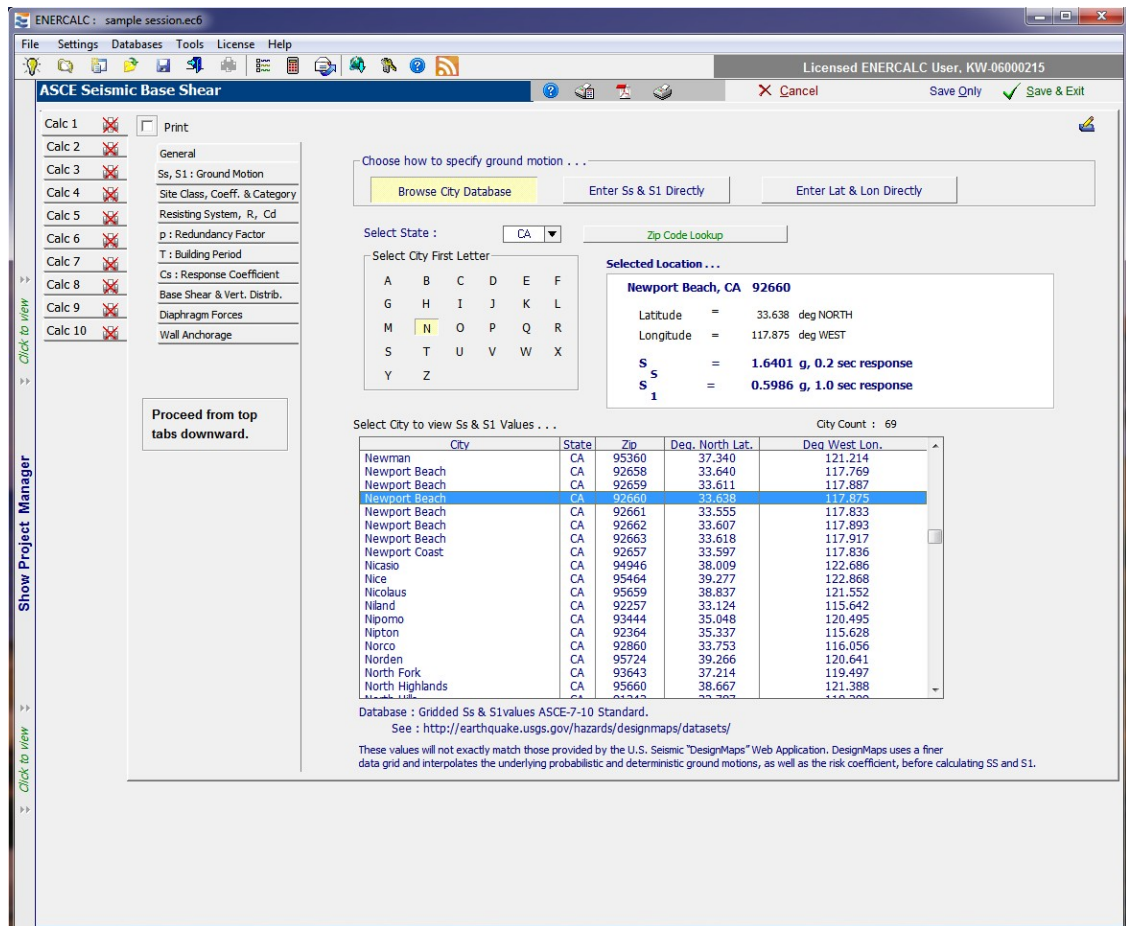 ENERCALC : sample session.ec6
File Settings Databases Tools License Help
Licensed ENERCALC User, KW-06000215
ASCE Seismic Base Shear
Cancel Save Only Save & Exit
Calc 1
Calc 2
Calc 3
Calc 4
Calc 5
Calc 6
Calc 7
Calc 8
Calc 9
Calc 10
Print
General
Ss, S1 : Ground Motion
Site Class, Coeff. & Category
Resisting System, R, Cd
p : Redundancy Factor
T : Building Period
Cs : Response Coefficient
Base Shear & Vert. Distrib.
Diaphragm Forces
Wall Anchorage
Proceed from top
tabs downward.
Click to view
Show Project Manager
Click to view
Choose how to specify ground motion . . .
Browse City Database Enter Ss & S1 Directly Enter Lat & Lon Directly
Select State : CA Zip Code Lookup
Select City First Letter
A B C D E F
G H I J K L
M N O P Q R
S T U V W X
Y Z
Selected Location . . .
Newport Beach, CA 92660
Latitude = 33.638 deg NORTH
Longitude = 117.875 deg WEST
S S = 1.6401 g, 0.2 sec response
S 1 = 0.5986 g, 1.0 sec response
Select City to view Ss & S1 Values . . . City Count : 69
City State Zip Deg. North Lat. Deg West Lon.
Newman CA 95360 37.340 121.214
Newport Beach CA 92658 33.640 117.769
Newport Beach CA 92659 33.611 117.887
Newport Beach CA 92660 33.638 117.875
Newport Beach CA 92661 33.555 117.833
Newport Beach CA 92662 33.607 117.893
Newport Beach CA 92663 33.618 117.917
Newport Coast CA 92657 33.597 117.836
Nicasio CA 94946 38.009 122.686
Nice CA 95464 39.277 122.868
Nicolaus CA 95659 38.837 121.552
Niland CA 92257 33.124 115.642
Nipomo CA 93444 35.048 120.495
Nipton CA 92364 35.337 115.628
Norco CA 92860 33.753 116.056
Norden CA 95724 39.266 120.641
North Fork CA 93643 37.214 119.497
North Highlands CA 95660 38.667 121.388
Database : Gridded Ss & S1values ASCE-7-10 Standard.
See : http://earthquake.usgs.gov/hazards/designmaps/datasets/
These values will not exactly match those provided by the U.S. Seismic "DesignMaps" Web Application. DesignMaps uses a finer
data grid and interpolates the underlying probabilistic and deterministic ground motions, as well as the risk coefficient, before calculating SS and S1.